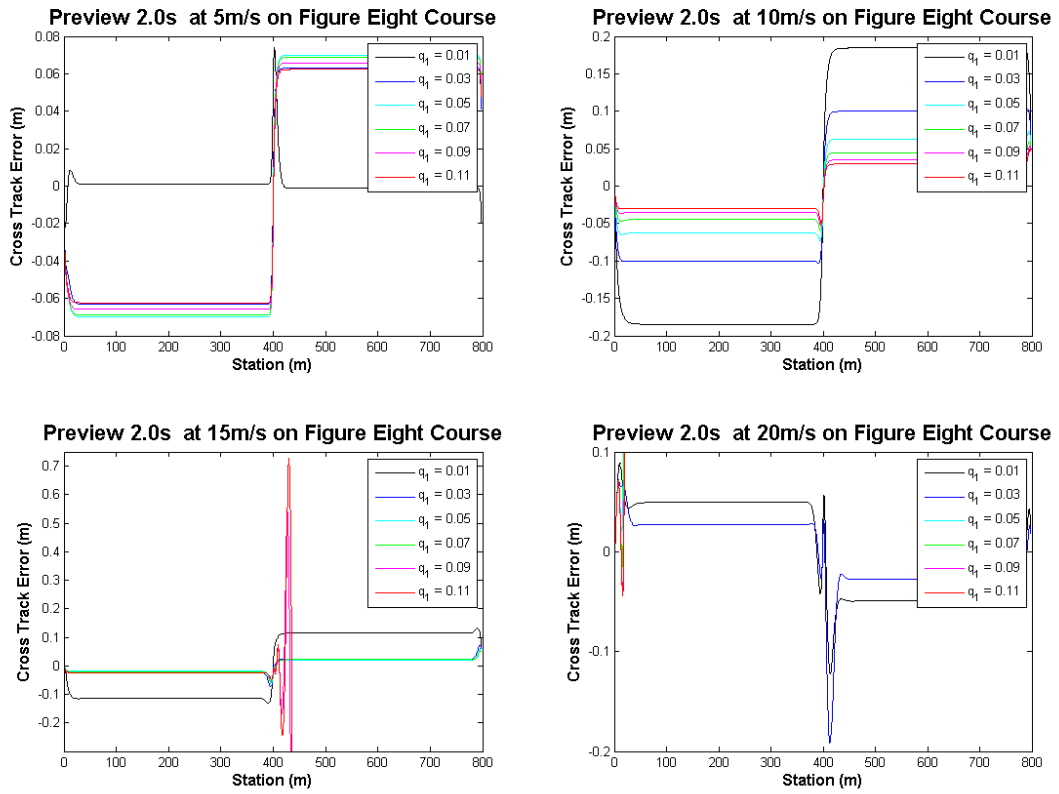 Preview 2.0s at 5m/s on Figure Eight Course
0.08
0.06
0.04
0.02
0
-0.02
-0.04
-0.06
-0.08
Cross Track Error (m)
q1 = 0.01
q1 = 0.03
q1 = 0.05
q1 = 0.07
q1 = 0.09
q1 = 0.11
0 100 200 300 400 500 600 700 800
Station (m)
Preview 2.0s at 10m/s on Figure Eight Course
0.2
0.15
0.1
0.05
0
-0.05
-0.1
-0.15
-0.2
Cross Track Error (m)
q1 = 0.01
q1 = 0.03
q1 = 0.05
q1 = 0.07
q1 = 0.09
q1 = 0.11
0 100 200 300 400 500 600 700 800
Station (m)
Preview 2.0s at 15m/s on Figure Eight Course
0.7
0.6
0.5
0.4
0.3
0.2
0.1
0
-0.1
-0.2
Cross Track Error (m)
q1 = 0.01
q1 = 0.03
q1 = 0.05
q1 = 0.07
q1 = 0.09
q1 = 0.11
0 100 200 300 400 500 600 700 800
Station (m)
Preview 2.0s at 20m/s on Figure Eight Course
0.1
0
-0.1
-0.2
Cross Track Error (m)
q1 = 0.01
q1 = 0.03
q1 = 0.05
q1 = 0.07
q1 = 0.09
q1 = 0.11
0 100 200 300 400 500 600 700 800
Station (m)